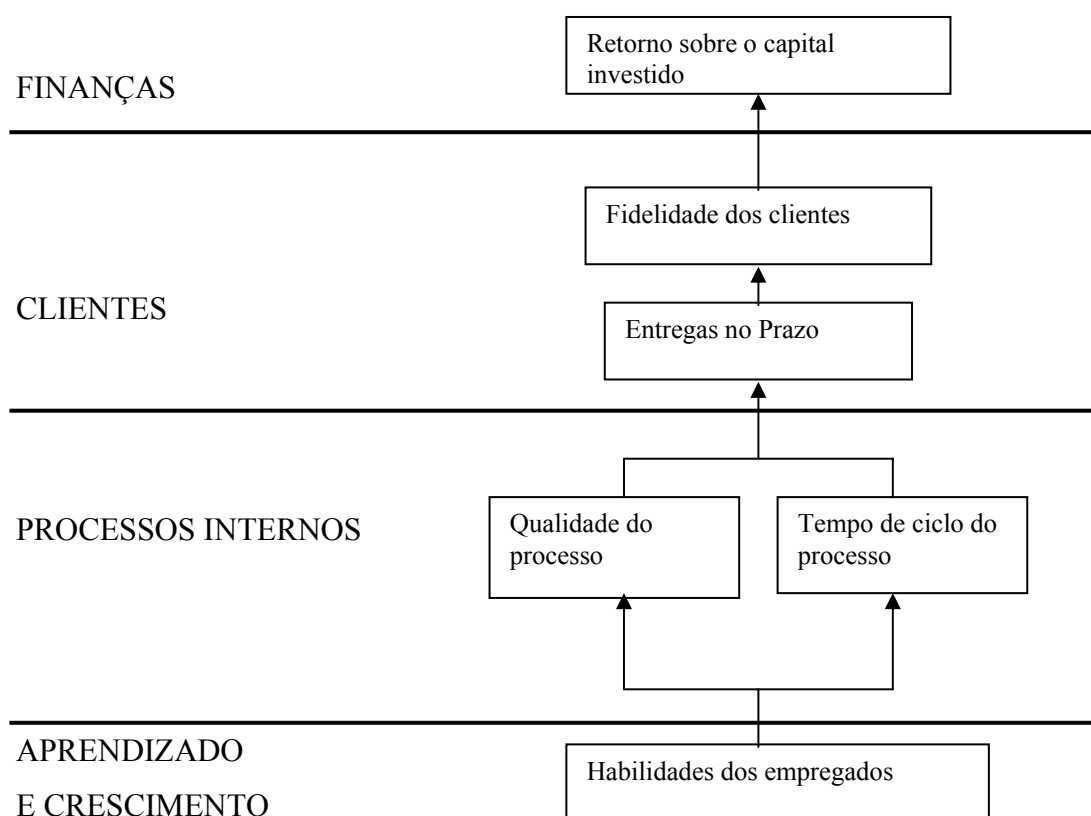 Retorno sobre o capital
investido
FINANÇAS
Fidelidade dos clientes
CLIENTES
Entregas no Prazo
PROCESSOS INTERNOS
Qualidade do
processo
Tempo de ciclo do
processo
APRENDIZADO
E CRESCIMENTO
Habilidades dos empregados